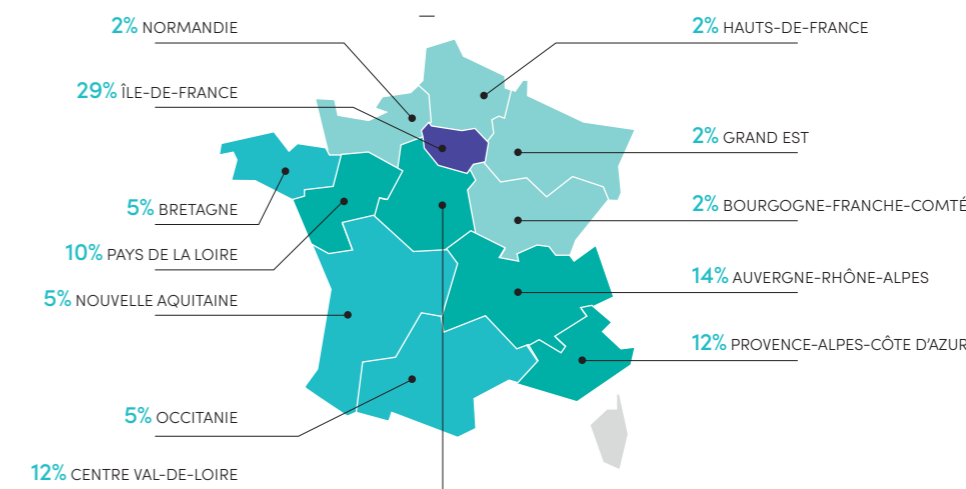 2% NORMANDIE
29% ÎLE-DE-FRANCE
5% BRETAGNE
10% PAYS DE LA LOIRE
5% NOUVELLE AQUITAINE
5% OCCITANIE
12% CENTRE VAL-DE-LOIRE
2% HAUTS-DE-FRANCE
2% GRAND EST
2% BOURGOGNE-FRANCHE-COMTÉ
14% AUVERGNE-RHÔNE-ALPES
12% PROVENCE-ALPES-CÔTE D'AZUR